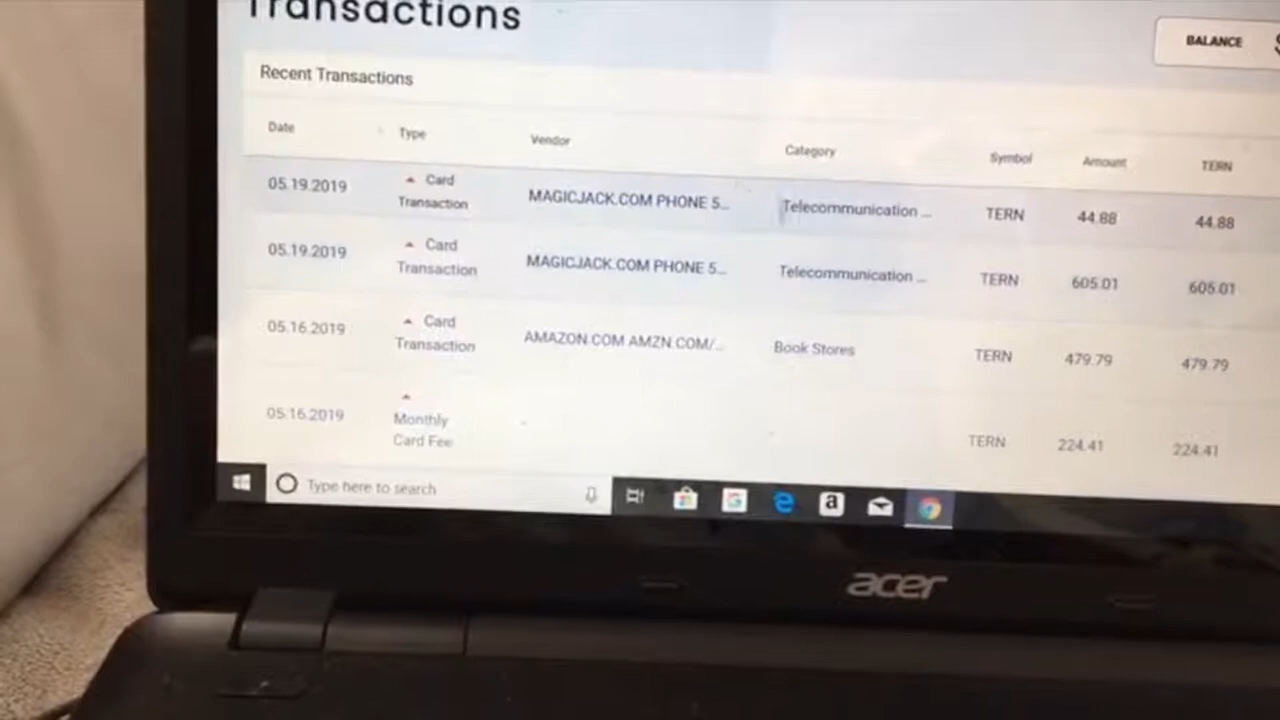 Transactions
BALANCE
Recent Transactions
Date Type Vendor Category Symbol Amount TERN
05.19.2019 Card Transaction MAGICJACK.COM PHONE 5... Telecommunication ... TERN 44.88 44.88
05.19.2019 Card Transaction MAGICJACK.COM PHONE 5... Telecommunication ... TERN 605.01 605.01
05.16.2019 Card Transaction AMAZON.COM AMZN.COM/... Book Stores TERN 479.79 479.79
05.16.2019 Monthly Card Fee TERN 224.41 224.41
Type here to search
a
acer